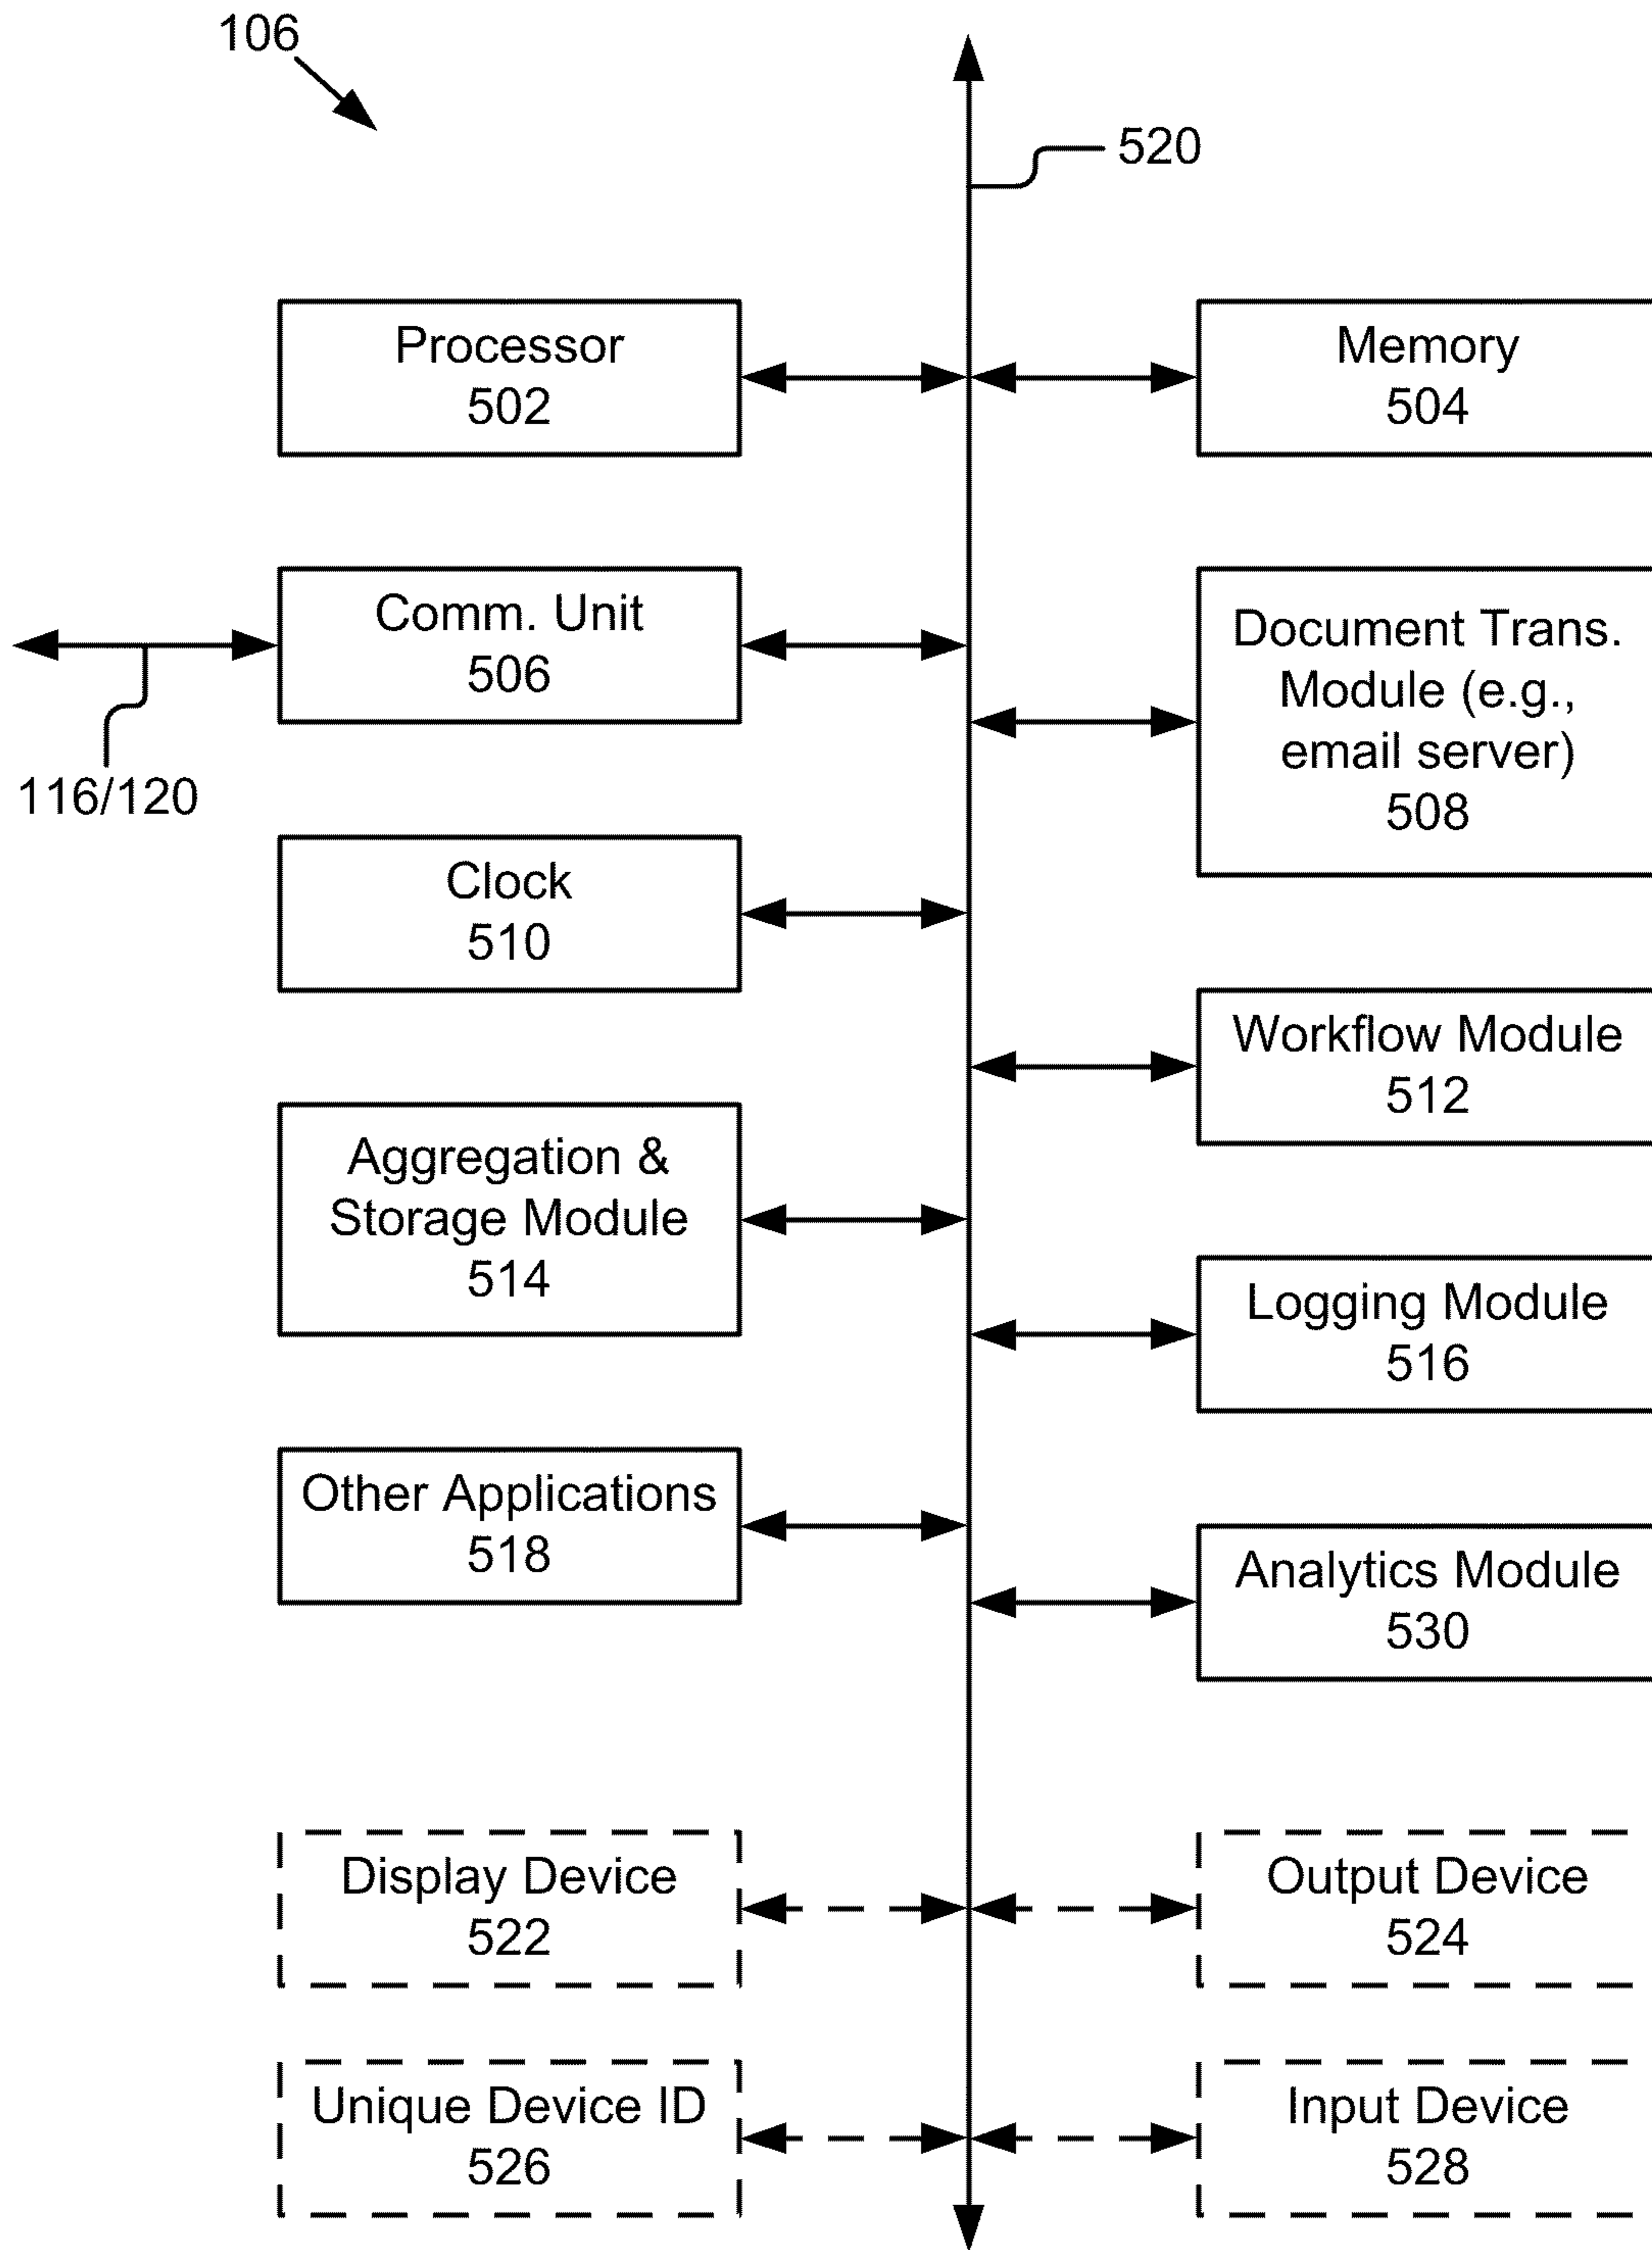 106
520
Processor
502
Memory
504
Comm. Unit
506
116/120
Document Trans.
Module (e.g.,
email server)
508
Clock
510
Workflow Module
512
Aggregation &
Storage Module
514
Logging Module
516
Other Applications
518
Analytics Module
530
Display Device
522
Output Device
524
Unique Device ID
526
Input Device
528